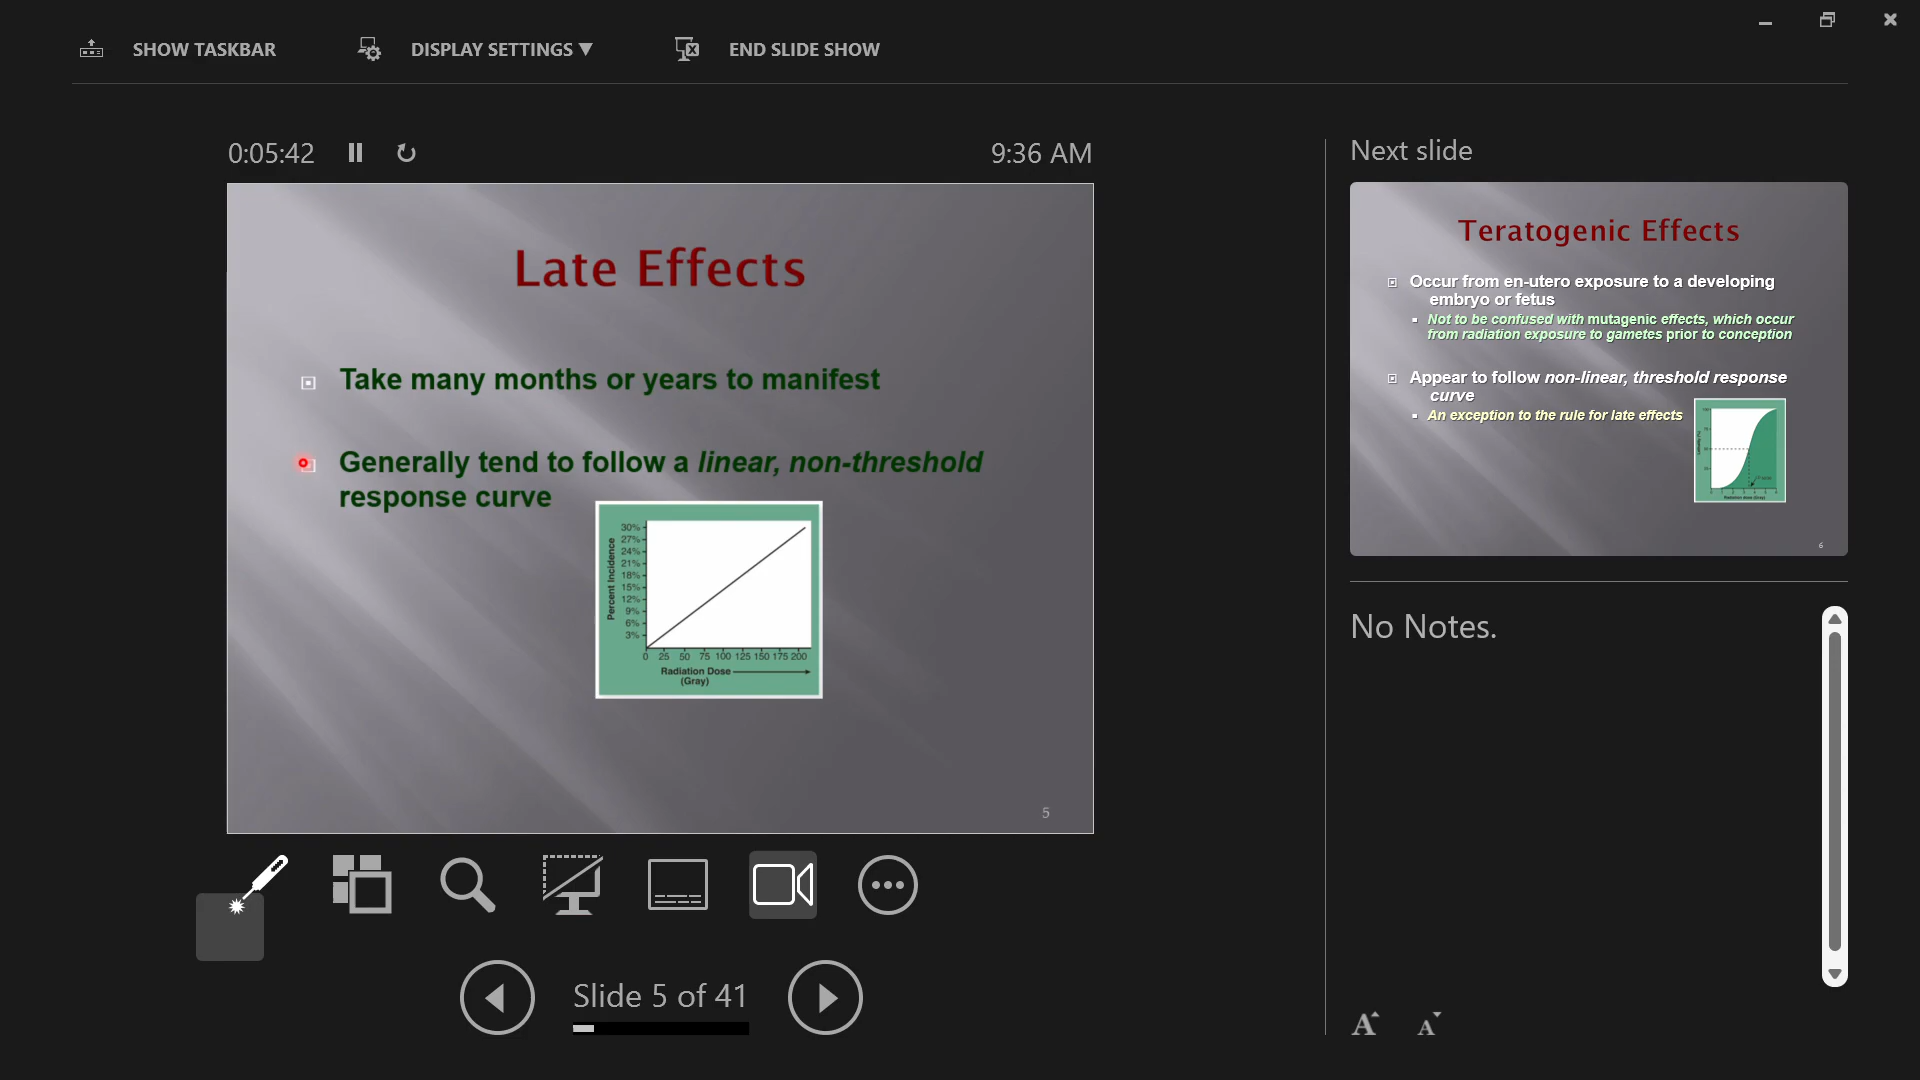 SHOW TASKBAR
DISPLAY SETTINGS ▼
END SLIDE SHOW
0:05:42
9:36 AM
Late Effects
Take many months or years to manifest
Generally tend to follow a linear, non-threshold
response curve
30%
27%
24%
21%
18%
15%
12%
9%
6%
3%
Percent Incidence
0 25 50 75 100 125 150 175 200
Radiation Dose
(Gray)
5
Slide 5 of 41
Next slide
Teratogenic Effects
Occur from en-utero exposure to a developing
embryo or fetus
Not to be confused with mutagenic effects, which occur
from radiation exposure to gametes prior to conception
Appear to follow non-linear, threshold response
curve
An exception to the rule for late effects
Radiation dose (Gray)
6
No Notes.
A A